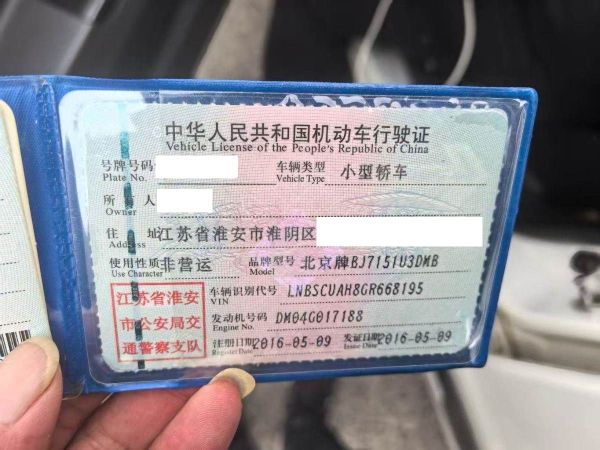 中华人民共和国机动车行驶证
Vehicle License of the People's Republic of China
号牌号码 车辆类型 小型轿车
Plate No. Vehicle Type
所有人
Owner
住址 江苏省淮安市淮阴区
Address
使用性质 非营运 品牌型号 北京牌BJ7151U3DMB
Use Character Model
江苏省淮安
市公安局交
通警察支队
车辆识别代号 LNBSCUAH8GR668195
VIN
发动机号码 DM04G017188
Engine No.
注册日期 2016-05-09 发证日期 2016-05-09
Register Date Issue Date